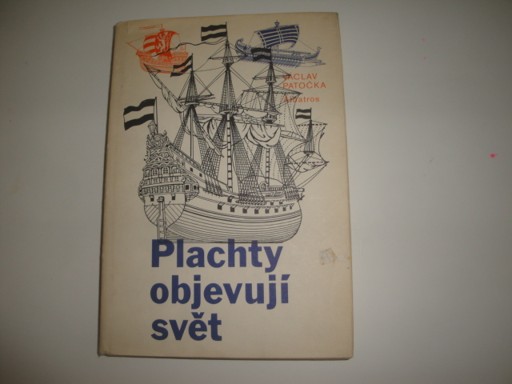 VÁCLAV
PATOČKA
Albatros
Plachty
objevují
svět